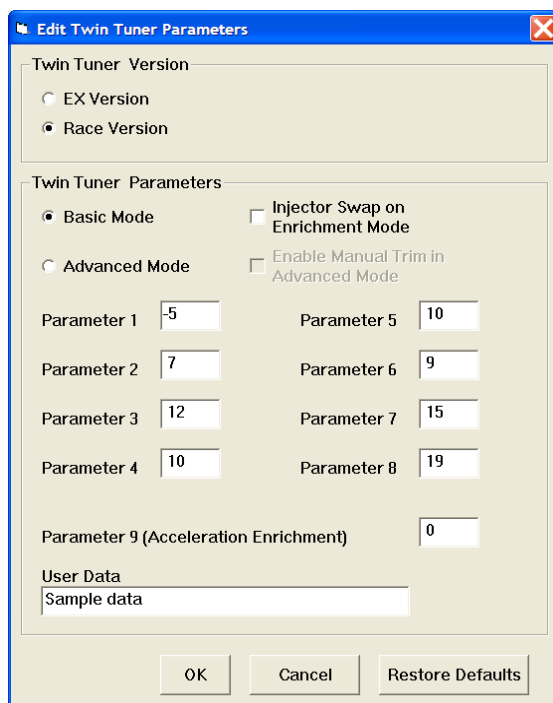 Edit Twin Tuner Parameters
Twin Tuner Version
EX Version
Race Version
Twin Tuner Parameters
Basic Mode
Injector Swap on
Enrichment Mode
Advanced Mode
Enable Manual Trim in
Advanced Mode
Parameter 1 -5 Parameter 5 10
Parameter 2 7 Parameter 6 9
Parameter 3 12 Parameter 7 15
Parameter 4 10 Parameter 8 19
Parameter 9 (Acceleration Enrichment) 0
User Data
Sample data
OK Cancel Restore Defaults